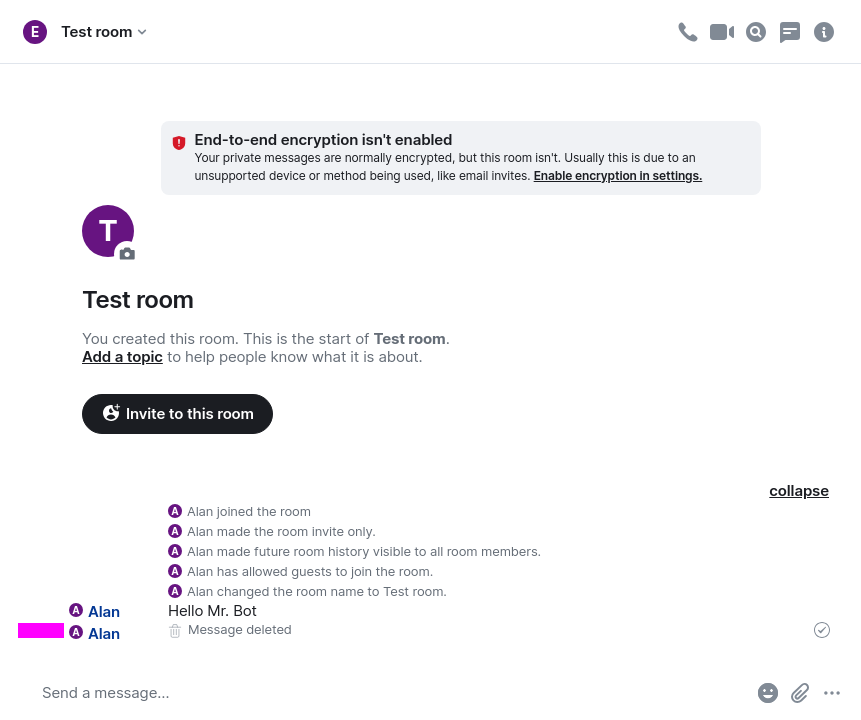 E Test room
End-to-end encryption isn't enabled
Your private messages are normally encrypted, but this room isn't. Usually this is due to an
unsupported device or method being used, like email invites. Enable encryption in settings.
T
Test room
You created this room. This is the start of Test room.
Add a topic to help people know what it is about.
Invite to this room
collapse
A Alan joined the room
A Alan made the room invite only.
A Alan made future room history visible to all room members.
A Alan has allowed guests to join the room.
A Alan changed the room name to Test room.
A Alan Hello Mr. Bot
A Alan Message deleted
Send a message...